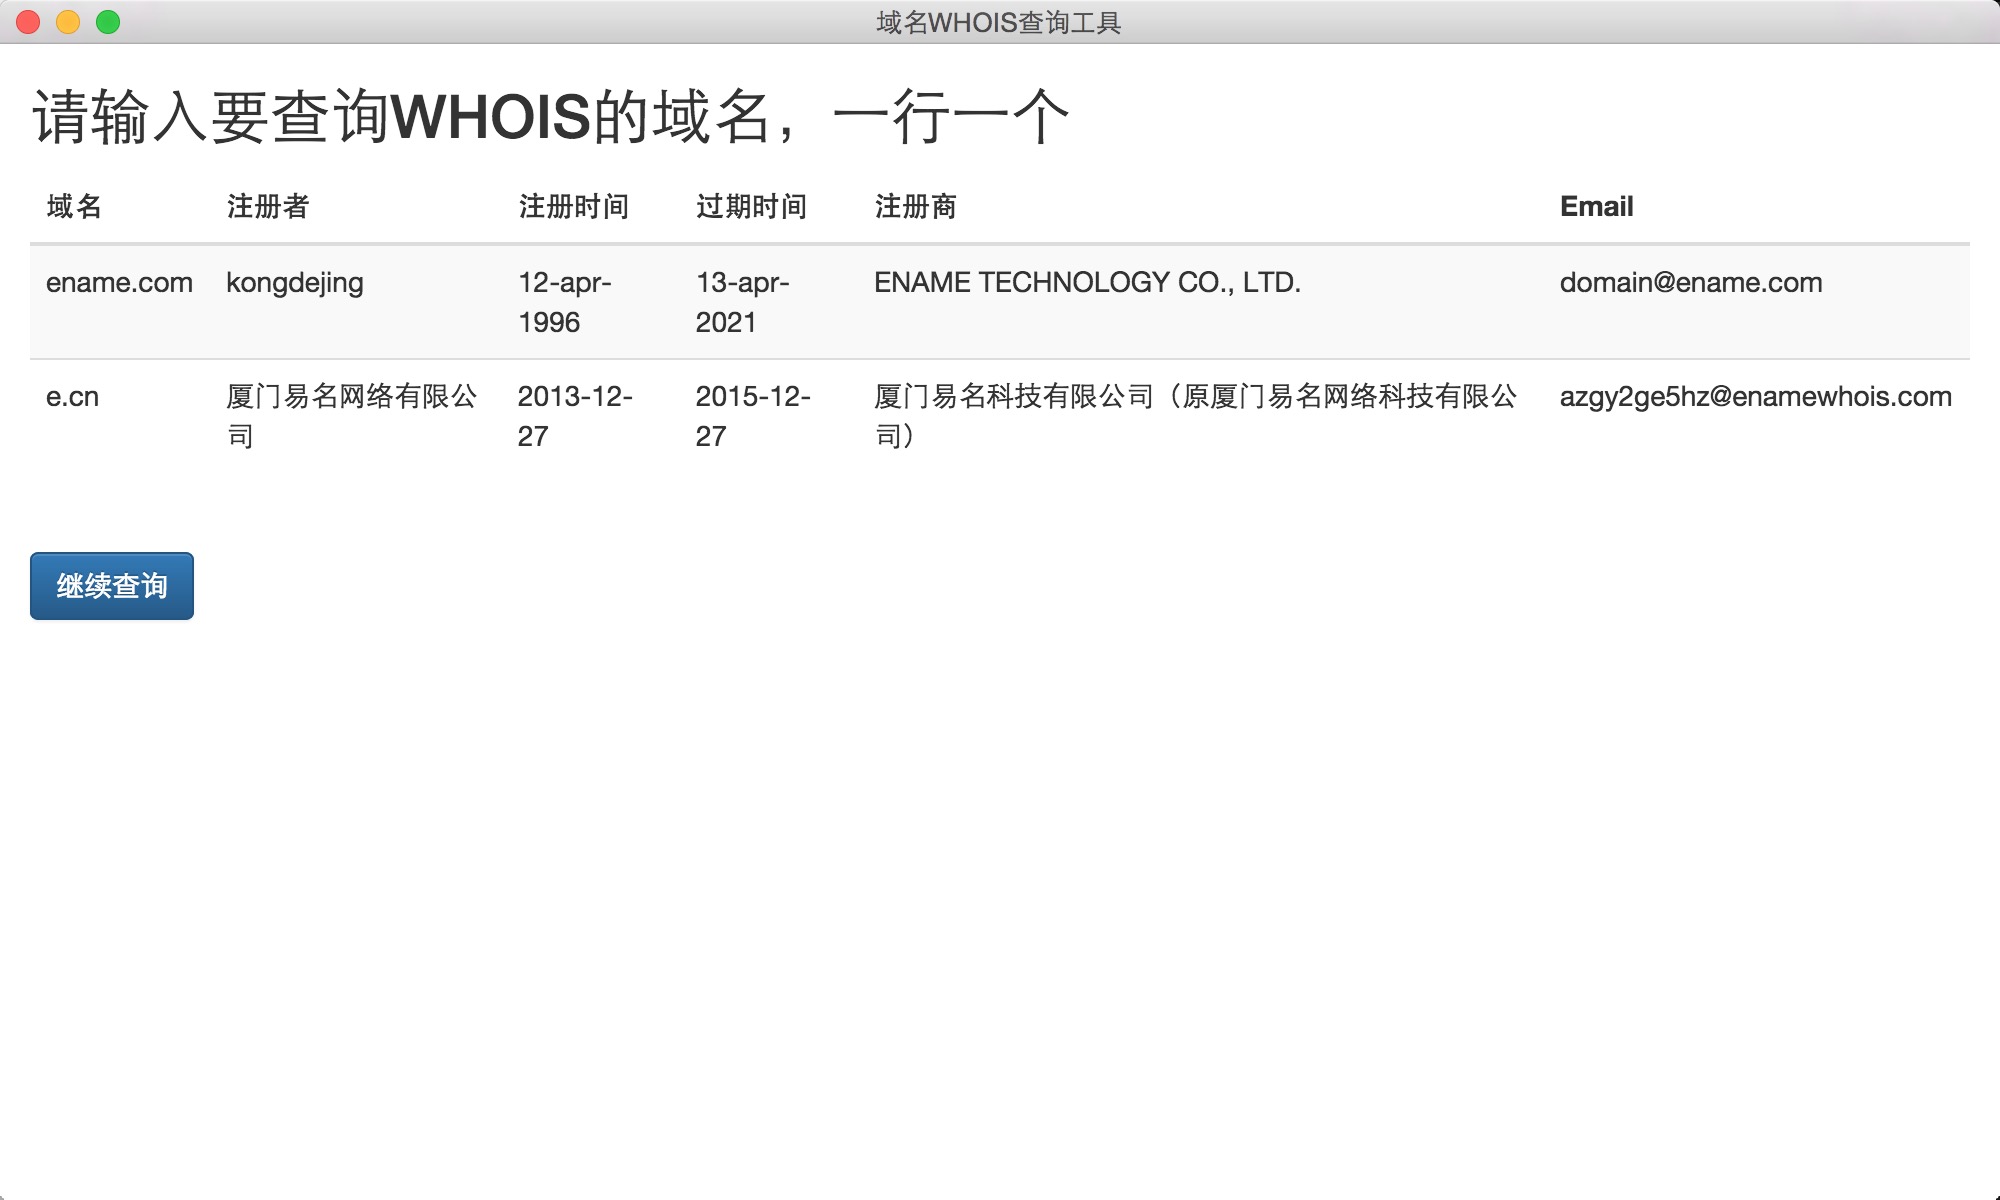 域名WHOIS查询工具
请输入要查询WHOIS的域名，一行一个
域名 注册者 注册时间 过期时间 注册商 Email
ename.com kongdejing 12-apr- 13-apr- ENAME TECHNOLOGY CO., LTD. domain@ename.com
1996 2021
e.cn 厦门易名网络有限公 2013-12- 2015-12- 厦门易名科技有限公司（原厦门易名网络科技有限公 azgy2ge5hz@enamewhois.com
司 27 27 司）
继续查询